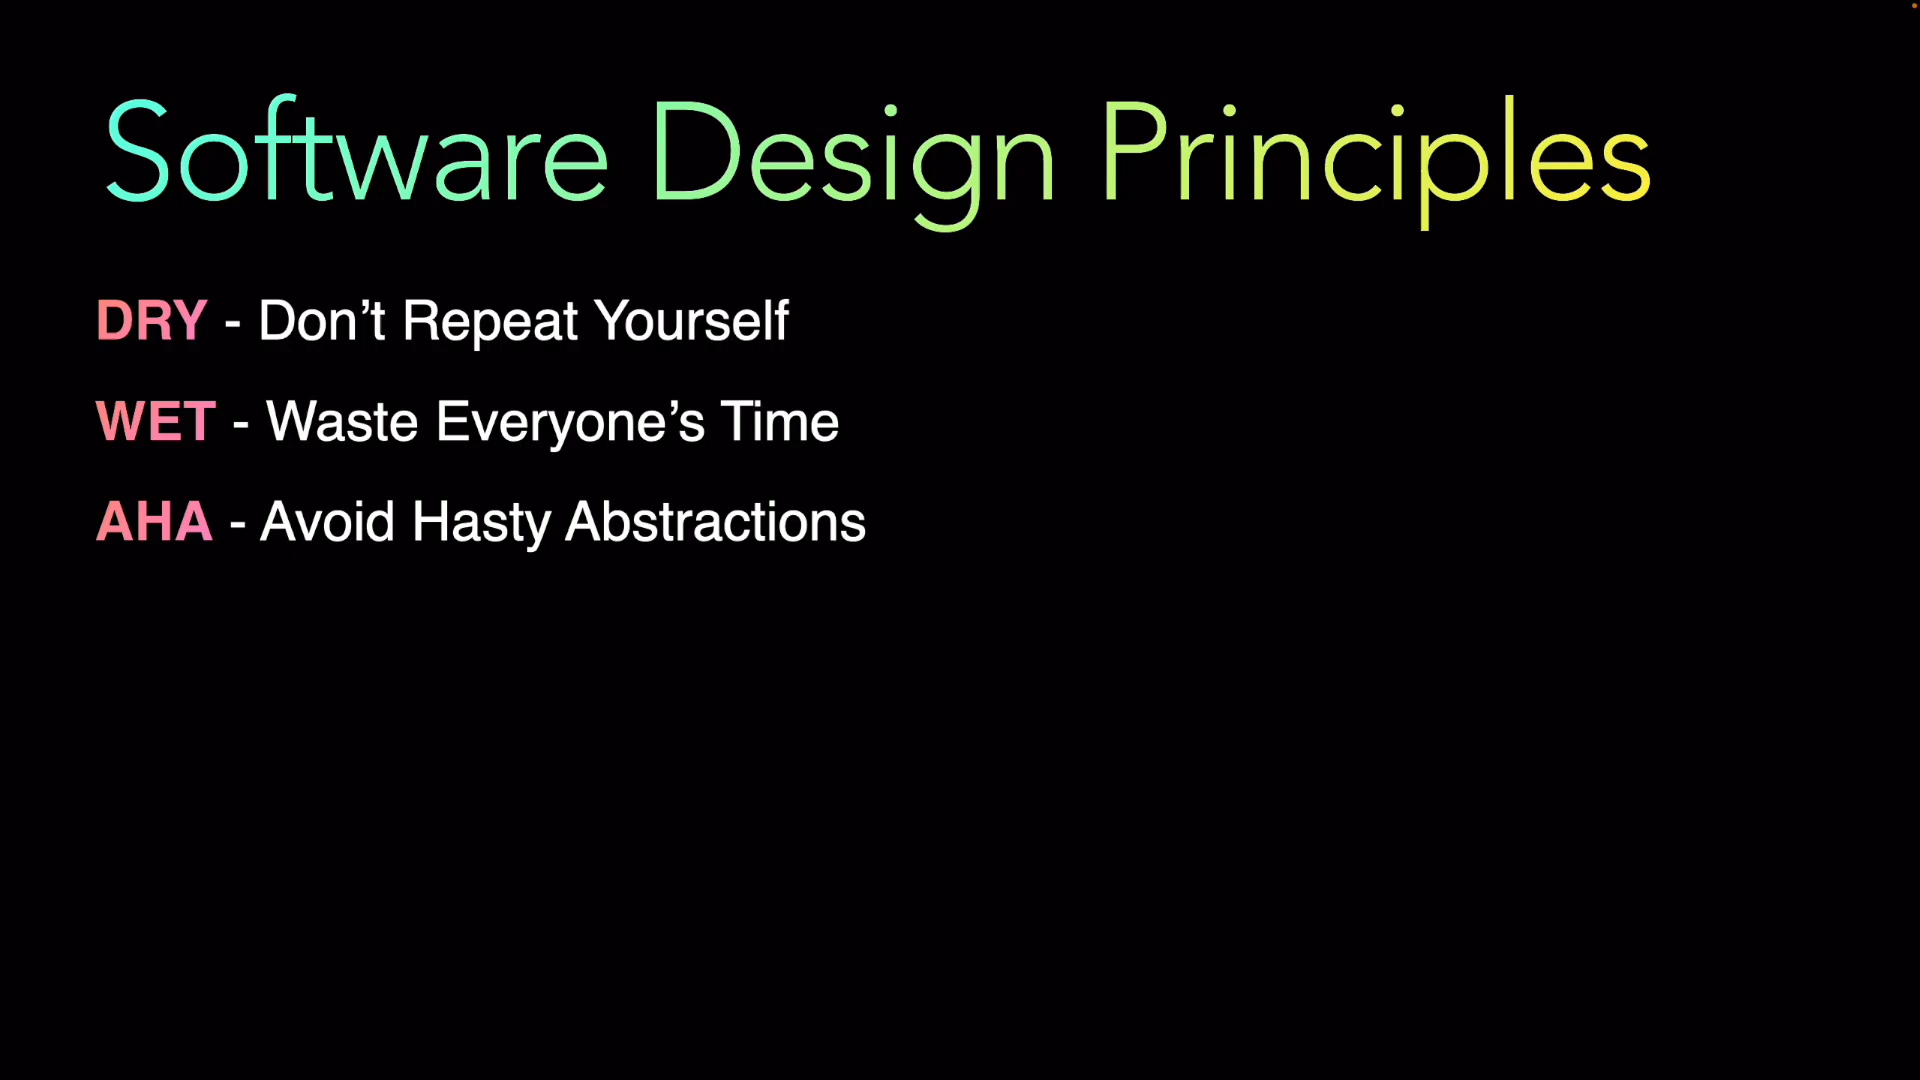 Software Design Principles
DRY - Don’t Repeat Yourself
WET - Waste Everyone’s Time
AHA - Avoid Hasty Abstractions